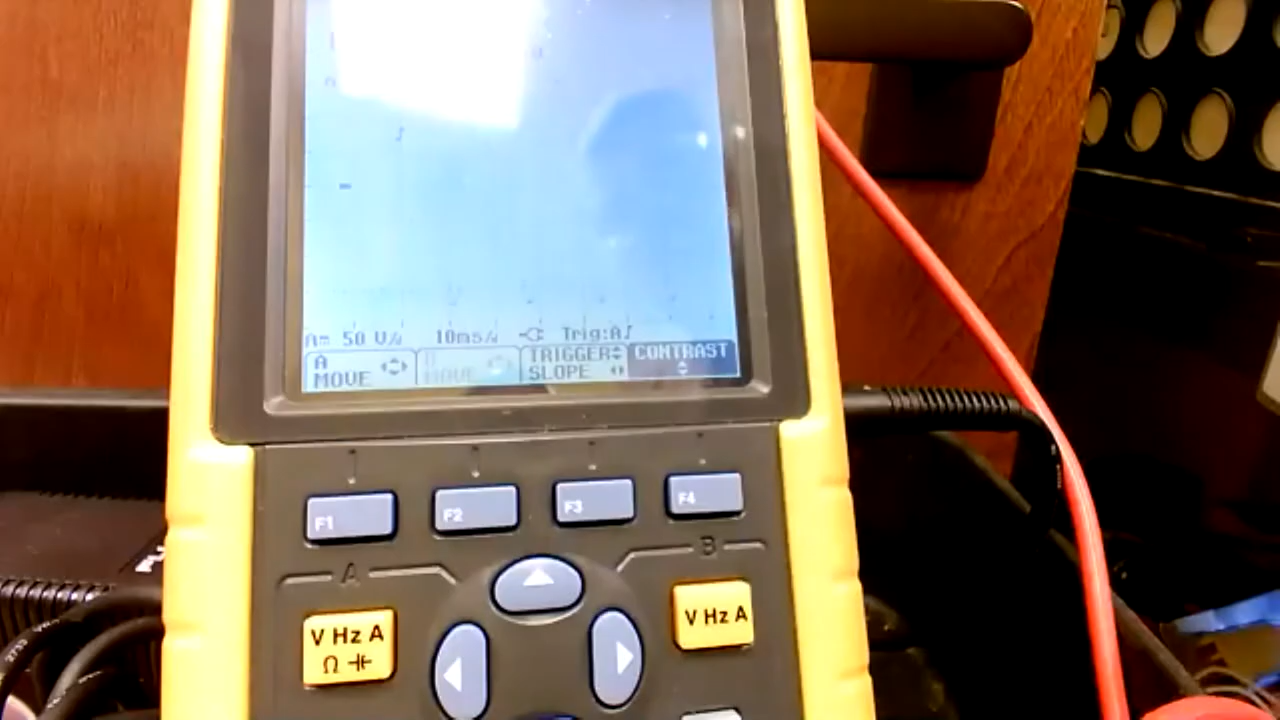 A= 50 V/ 10ms/ Trig:A
A MOVE
MOVE
TRIGGER SLOPE
CONTRAST
F1 F2 F3 F4
A
B
V Hz A
Ω
V Hz A